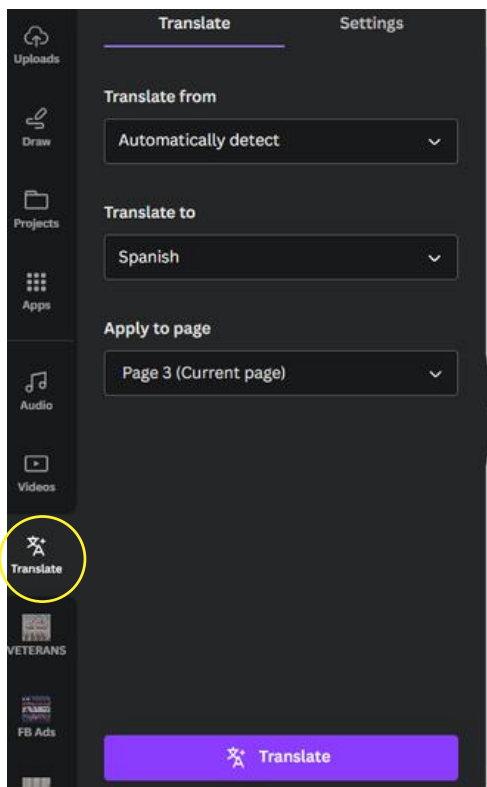 Uploads
Draw
Projects
Apps
Audio
Videos
Translate
VETERANS
FB Ads
Translate Settings
Translate from
Automatically detect
Translate to
Spanish
Apply to page
Page 3 (Current page)
Translate